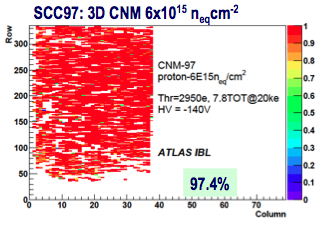 SCC97: 3D CNM 6x10¹⁵ n_eq cm⁻²
Row
300
250
200
150
100
50
0
0 10 20 30 40 50 60 70
Column
CNM-97
proton-6E15n_eq/cm²
Thr=2950e, 7.8TOT@20ke
HV = -140V
ATLAS IBL
97.4%
1
0.9
0.8
0.7
0.6
0.5
0.4
0.3
0.2
0.1
0